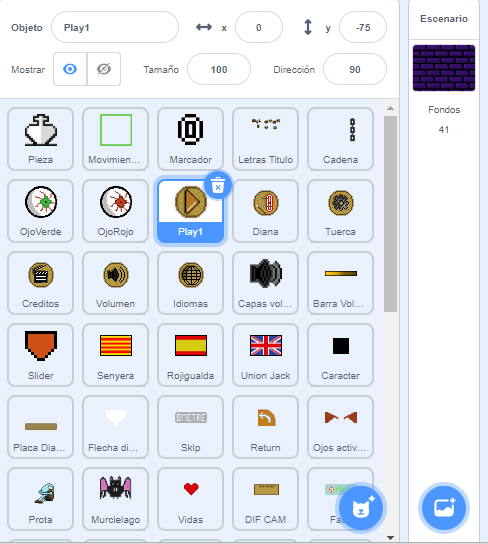 Objeto Play1 x 0 y -75 Escenario
Mostrar Tamaño 100 Dirección 90
Fondos
41
Pieza Movimien... Marcador Letras Titulo Cadena
OjoVerde OjoRojo Play1 Diana Tuerca
Creditos Volumen Idiomas Capas vol... Barra Vol...
Slider Senyera Rojigualda Union Jack Caracter
Placa Dia... Flecha di... Skip Return Ojos activ...
Prota Murcielago Vidas DIF CAM